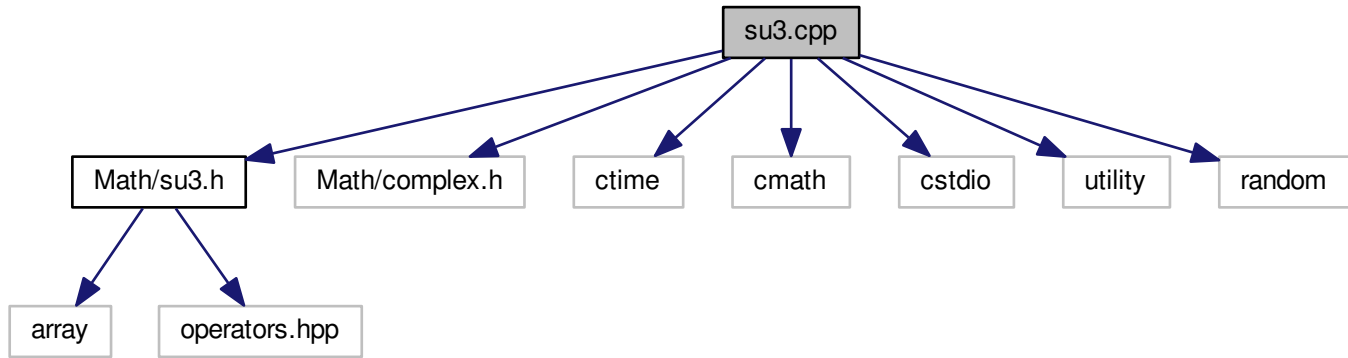 su3.cpp
Math/su3.h
Math/complex.h
ctime
cmath
cstdio
utility
random
array
operators.hpp